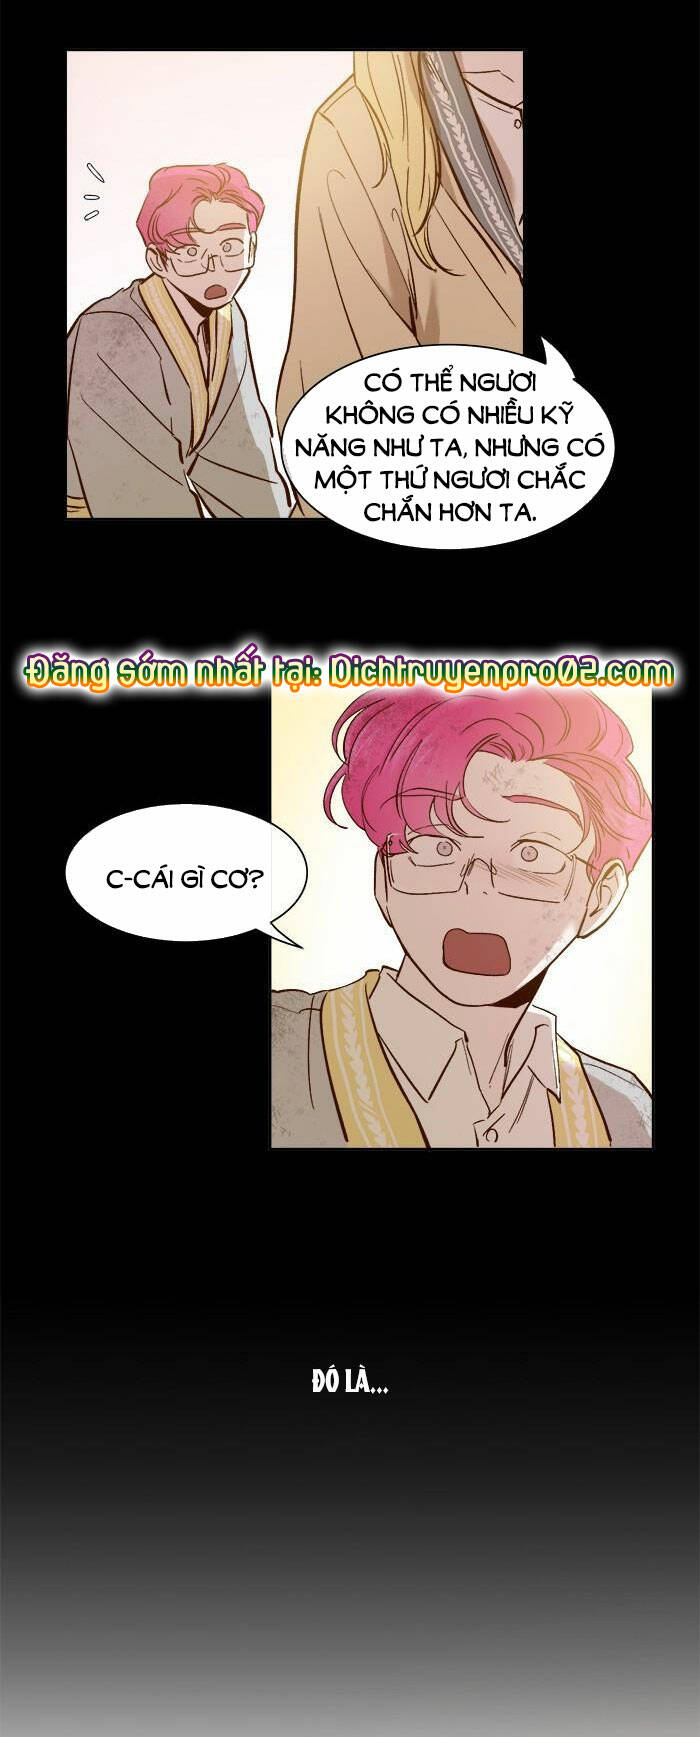 CÓ THỂ NGƯƠI
KHÔNG CÓ NHIỀU KỸ
NĂNG NHƯ TA, NHƯNG CÓ
MỘT THỨ NGƯƠI CHẮC
CHẮN HƠN TA.
Đăng sớm nhất tại: Dichtruyenpro02.com
C-CÁI GÌ CƠ?
ĐÓ LÀ...